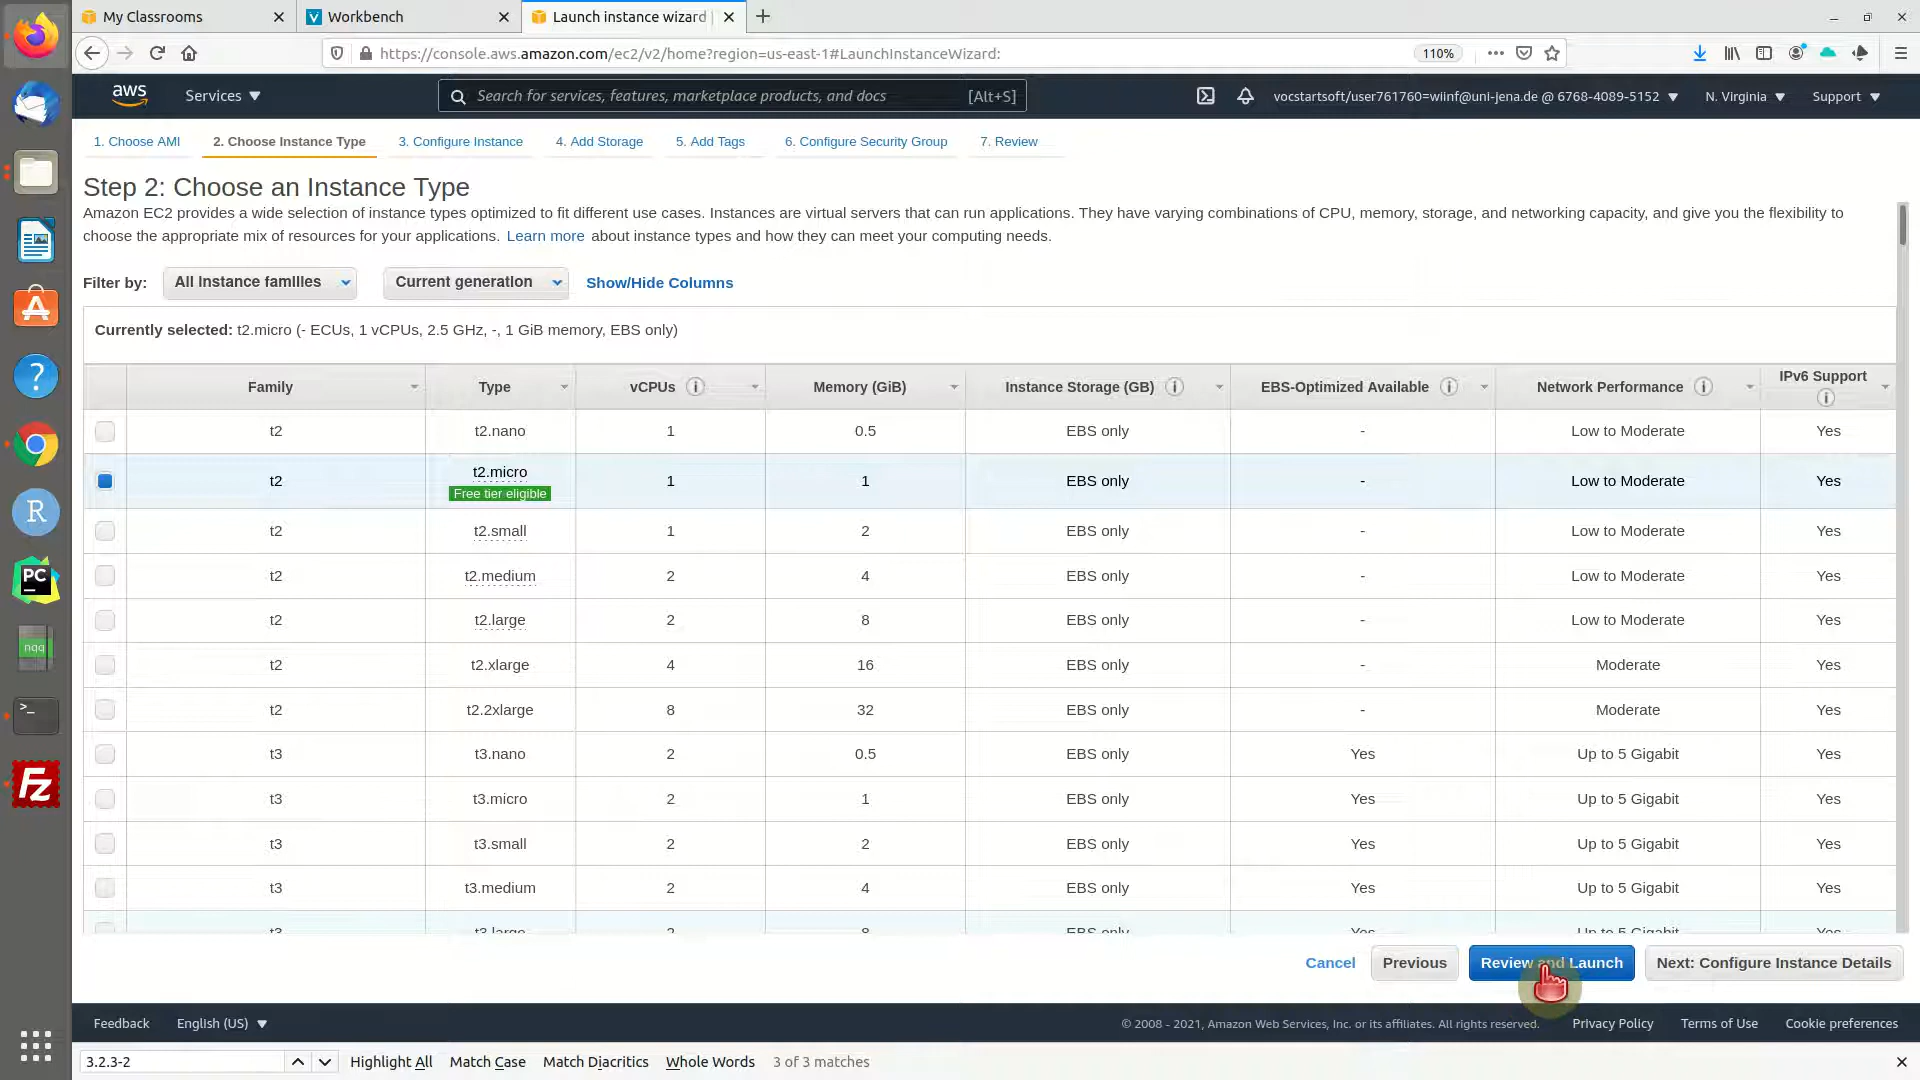 My Classrooms
Workbench
Launch instance wizard
https://console.aws.amazon.com/ec2/v2/home?region=us-east-1#LaunchInstanceWizard:
110%
aws
Services
Search for services, features, marketplace products, and docs
[Alt+S]
vocstartsoft/user761760=wiinf@uni-jena.de @ 6768-4089-5152
N. Virginia
Support
1. Choose AMI
2. Choose Instance Type
3. Configure Instance
4. Add Storage
5. Add Tags
6. Configure Security Group
7. Review
Step 2: Choose an Instance Type
Amazon EC2 provides a wide selection of instance types optimized to fit different use cases. Instances are virtual servers that can run applications. They have varying combinations of CPU, memory, storage, and networking capacity, and give you the flexibility to
choose the appropriate mix of resources for your applications. Learn more about instance types and how they can meet your computing needs.
Filter by:
All instance families
Current generation
Show/Hide Columns
Currently selected: t2.micro (- ECUs, 1 vCPUs, 2.5 GHz, -, 1 GiB memory, EBS only)
Family Type vCPUs Memory (GiB) Instance Storage (GB) EBS-Optimized Available Network Performance IPv6 Support
t2 t2.nano 1 0.5 EBS only - Low to Moderate Yes
t2 t2.micro 1 1 EBS only - Low to Moderate Yes
Free tier eligible
t2 t2.small 1 2 EBS only - Low to Moderate Yes
t2 t2.medium 2 4 EBS only - Low to Moderate Yes
t2 t2.large 2 8 EBS only - Low to Moderate Yes
t2 t2.xlarge 4 16 EBS only - Moderate Yes
t2 t2.2xlarge 8 32 EBS only - Moderate Yes
t3 t3.nano 2 0.5 EBS only Yes Up to 5 Gigabit Yes
t3 t3.micro 2 1 EBS only Yes Up to 5 Gigabit Yes
t3 t3.small 2 2 EBS only Yes Up to 5 Gigabit Yes
t3 t3.medium 2 4 EBS only Yes Up to 5 Gigabit Yes
t3 t3.large 2 8 EBS only Yes Up to 5 Gigabit Yes
Cancel
Previous
Review and Launch
Next: Configure Instance Details
Feedback
English (US)
© 2008 - 2021, Amazon Web Services, Inc. or its affiliates. All rights reserved.
Privacy Policy
Terms of Use
Cookie preferences
3.2.3-2
Highlight All
Match Case
Match Diacritics
Whole Words
3 of 3 matches
R
PC
nqq
>_
FZ